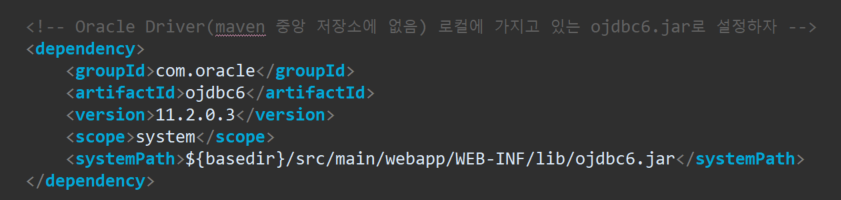 <!-- Oracle Driver(maven 중앙 저장소에 없음) 로컬에 가지고 있는 ojdbc6.jar로 설정하자 -->
<dependency>
<groupId>com.oracle</groupId>
<artifactId>ojdbc6</artifactId>
<version>11.2.0.3</version>
<scope>system</scope>
<systemPath>${basedir}/src/main/webapp/WEB-INF/lib/ojdbc6.jar</systemPath>
</dependency>